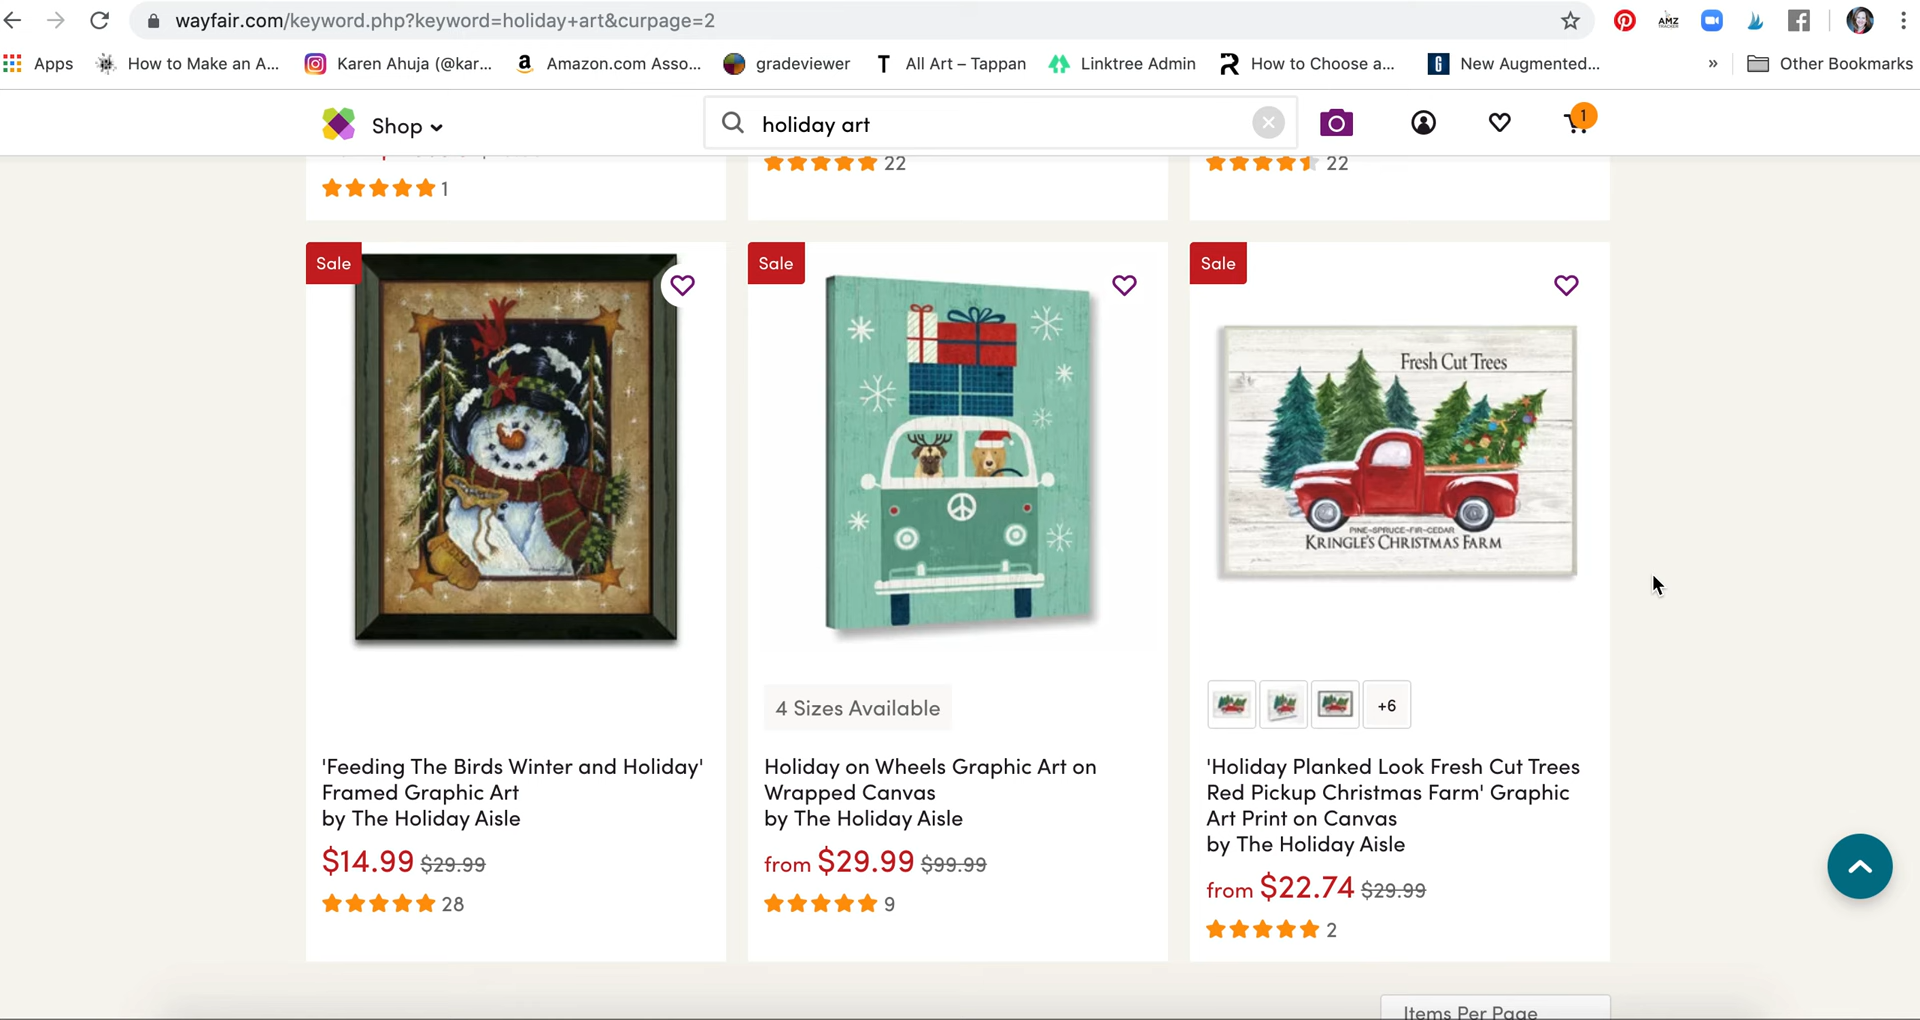 wayfair.com/keyword.php?keyword=holiday+art&curpage=2
AMZ
Apps
How to Make an A...
Karen Ahuja (@kar...
Amazon.com Asso...
gradeviewer
All Art – Tappan
Linktree Admin
How to Choose a...
New Augmented...
»
Other Bookmarks
Shop
holiday art
1
1
22
22
Sale
Sale
Sale
Fresh Cut Trees
PINE-SPRUCE-FIR-CEDAR
KRINGLE'S CHRISTMAS FARM
4 Sizes Available
+6
'Feeding The Birds Winter and Holiday'
Framed Graphic Art
by The Holiday Aisle
$14.99 $29.99
28
Holiday on Wheels Graphic Art on
Wrapped Canvas
by The Holiday Aisle
from $29.99 $99.99
9
'Holiday Planked Look Fresh Cut Trees
Red Pickup Christmas Farm' Graphic
Art Print on Canvas
by The Holiday Aisle
from $22.74 $29.99
2
Items Per Page